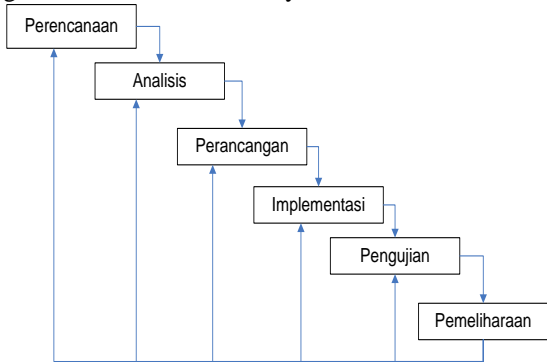 Perencanaan
Analisis
Perancangan
Implementasi
Pengujian
Pemeliharaan